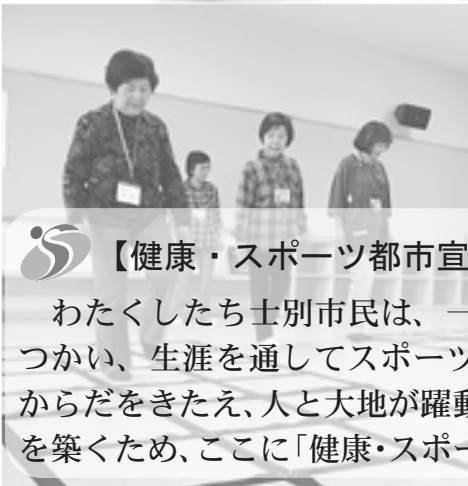 【健康・スポーツ都市宣
わたくしたち士別市民は、一
つかい、生涯を通してスポーツ
からだをきたえ、人と大地が躍動
を築くため、ここに「健康・スポー